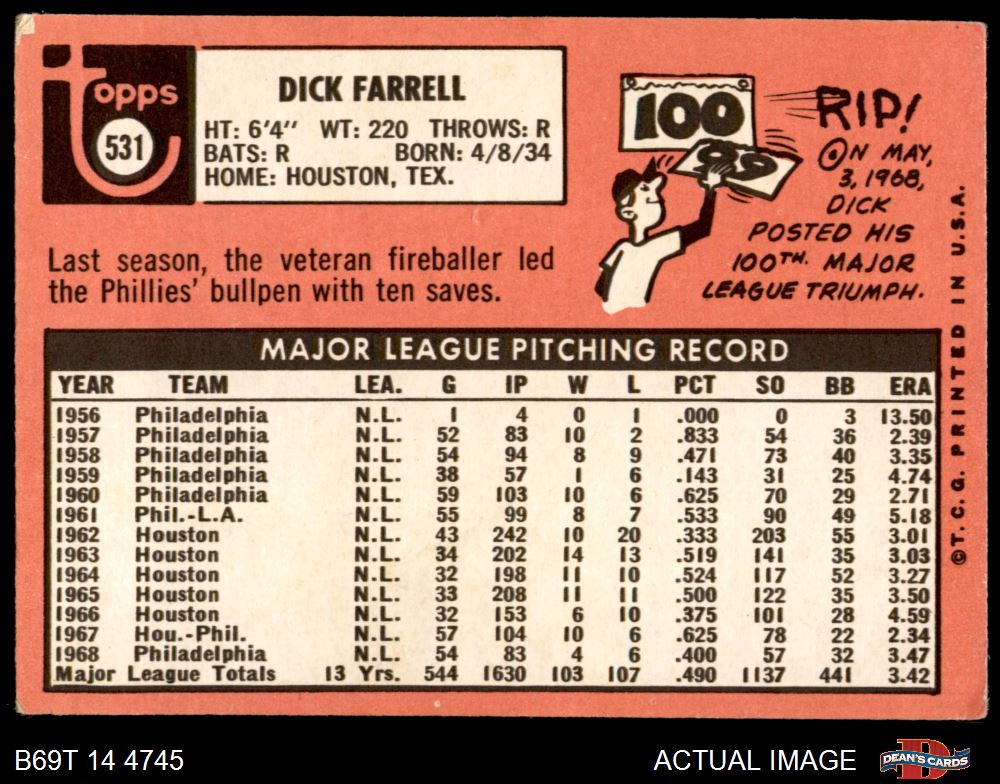 topps
531
DICK FARRELL
HT: 6'4" WT: 220 THROWS: R
BATS: R BORN: 4/8/34
HOME: HOUSTON, TEX.
Last season, the veteran fireballer led
the Phillies' bullpen with ten saves.
100
99
RIP!
ON MAY,
3, 1968,
DICK
POSTED HIS
100TH. MAJOR
LEAGUE TRIUMPH.
©T. C. G. PRINTED IN U.S.A.
MAJOR LEAGUE PITCHING RECORD
YEAR TEAM LEA. G IP W L PCT SO BB ERA
1956 Philadelphia N.L. 1 4 0 1 .000 0 3 13.50
1957 Philadelphia N.L. 52 83 10 2 .833 54 36 2.39
1958 Philadelphia N.L. 54 94 8 9 .471 73 40 3.35
1959 Philadelphia N.L. 38 57 1 6 .143 31 25 4.74
1960 Philadelphia N.L. 59 103 10 6 .625 70 29 2.71
1961 Phil.-L.A. N.L. 55 99 8 7 .533 90 49 5.18
1962 Houston N.L. 43 242 10 20 .333 203 55 3.01
1963 Houston N.L. 34 202 14 13 .519 141 35 3.03
1964 Houston N.L. 32 198 11 10 .524 117 52 3.27
1965 Houston N.L. 33 208 11 11 .500 122 35 3.50
1966 Houston N.L. 32 153 6 10 .375 101 28 4.59
1967 Hou.-Phil. N.L. 57 104 10 6 .625 78 22 2.34
1968 Philadelphia N.L. 54 83 4 6 .400 57 32 3.47
Major League Totals 13 Yrs. 544 1630 103 107 .490 1137 441 3.42
B69T 14 4745
ACTUAL IMAGE
D
DEAN'S CARDS